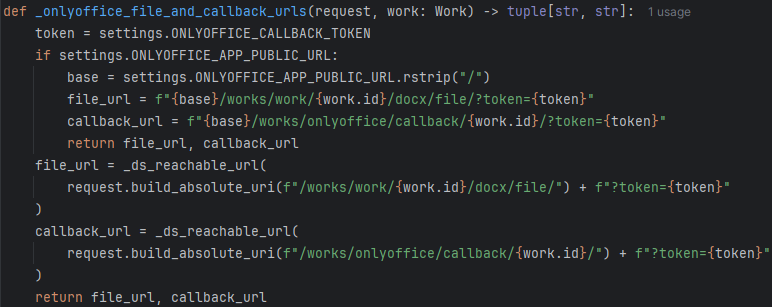 def _onlyoffice_file_and_callback_urls(request, work: Work) -> tuple[str, str]:  1 usage
    token = settings.ONLYOFFICE_CALLBACK_TOKEN
    if settings.ONLYOFFICE_APP_PUBLIC_URL:
        base = settings.ONLYOFFICE_APP_PUBLIC_URL.rstrip("/")
        file_url = f"{base}/works/work/{work.id}/docx/file/?token={token}"
        callback_url = f"{base}/works/onlyoffice/callback/{work.id}/?token={token}"
        return file_url, callback_url
    file_url = _ds_reachable_url(
        request.build_absolute_uri(f"/works/work/{work.id}/docx/file/") + f"?token={token}"
    )
    callback_url = _ds_reachable_url(
        request.build_absolute_uri(f"/works/onlyoffice/callback/{work.id}/") + f"?token={token}"
    )
    return file_url, callback_url